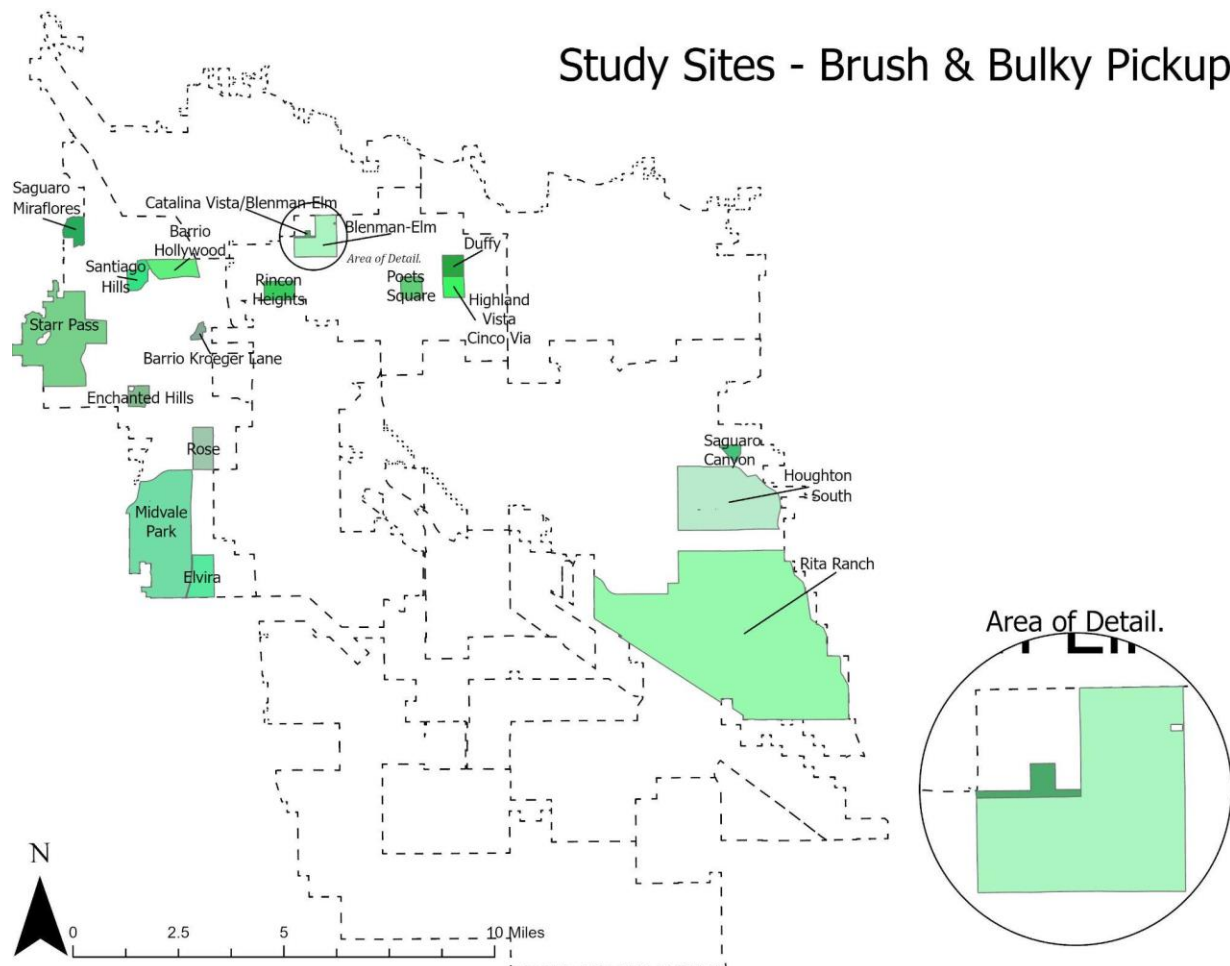 Study Sites - Brush & Bulky Pickup
Saguaro
Miraflores
Catalina Vista/Blenman-Elm
Barrio
Hollywood
Blenman-Elm
Area of Detail.
Duffy
Santiago
Hills
Rincon
Heights
Poets
Square
Highland
Vista
Cinco Via
Starr Pass
Barrio Kroeger Lane
Enchanted Hills
Rose
Saguaro
Canyon
Houghton
South
Midvale
Park
Elvira
Rita Ranch
Area of Detail.
N
0 2.5 5 10 Miles